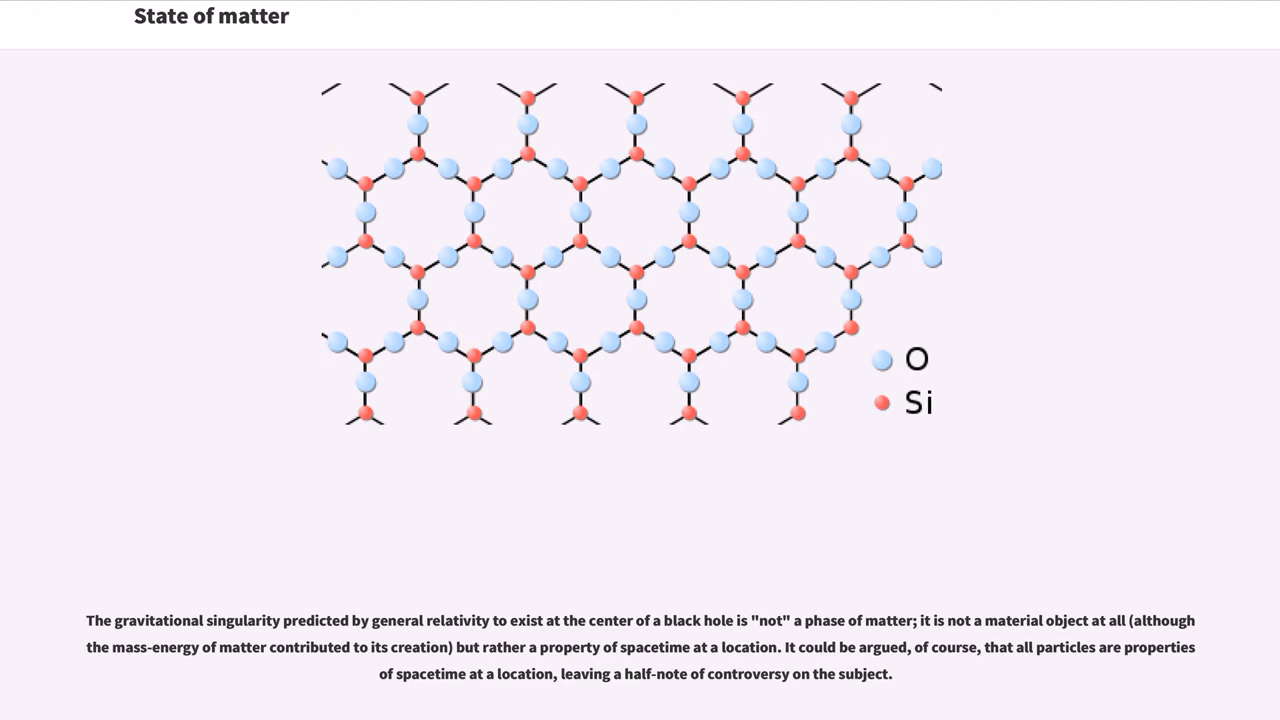 State of matter
O
Si
The gravitational singularity predicted by general relativity to exist at the center of a black hole is "not" a phase of matter; it is not a material object at all (although
the mass-energy of matter contributed to its creation) but rather a property of spacetime at a location. It could be argued, of course, that all particles are properties
of spacetime at a location, leaving a half-note of controversy on the subject.